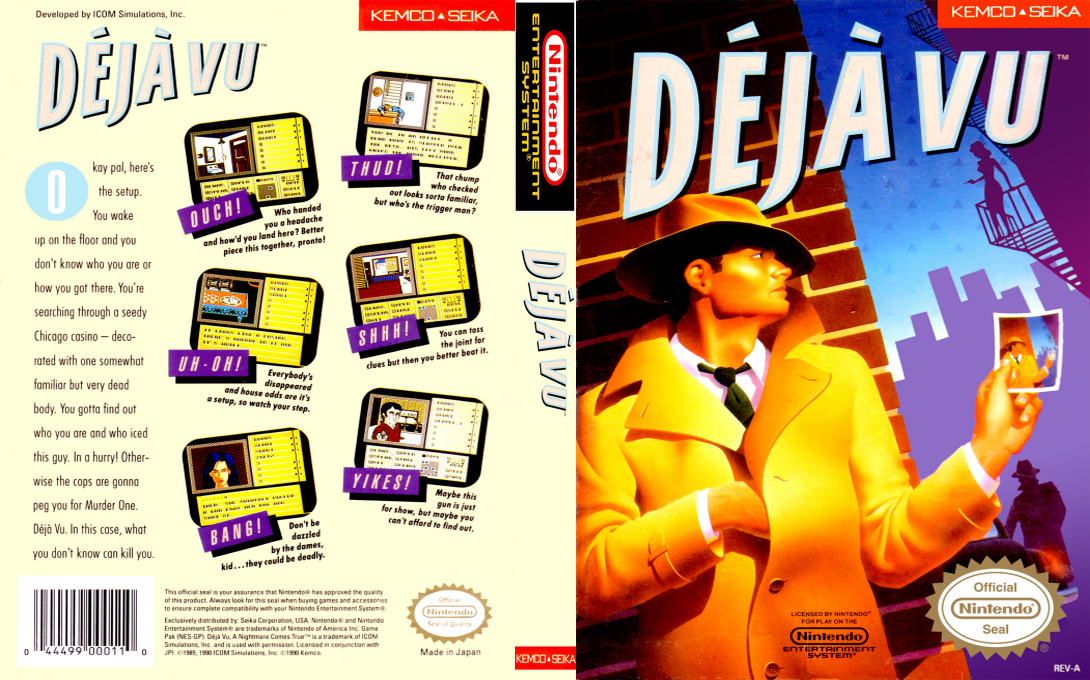 Developed by ICOM Simulations, Inc.
KEMCO▲SEIKA
DÉJÀ VU™
Okay pal, here's
the setup.
You wake
up on the floor and you
don't know who you are or
how you got there. You're
searching through a seedy
Chicago casino — deco-
rated with one somewhat
familiar but very dead
body. You gotta find out
who you are and who iced
this guy. In a hurry! Other-
wise the cops are gonna
peg you for Murder One.
Déjà Vu. In this case, what
you don't know can kill you.
OUCH!
Who handed
you a headache
and how'd you land here? Better
piece this together, pronto!
THUD!
That chump
who checked
out looks sorta familiar,
but who's the trigger man?
UH-OH!
Everybody's
disappeared
and house odds are it's
a setup, so watch your step.
SHHH!
You can toss
the joint for
clues but then you better beat it.
BANG!
Don't be
dazzled
by the dames,
kid...they could be deadly.
YIKES!
Maybe this
gun is just
for show, but maybe you
can't afford to find out.
0 44499 00011 0
This official seal is your assurance that Nintendo® has approved the quality
of this product. Always look for this seal when buying games and accessories
to ensure complete compatibility with your Nintendo Entertainment System®.
Exclusively distributed by: Seika Corporation, USA. Nintendo® and Nintendo
Entertainment System® are trademarks of Nintendo of America Inc. Game
Pak (NES-GP). Déjà Vu, A Nightmare Comes True™ is a trademark of ICOM
Simulations, Inc. and is used with permission. Licensed in conjunction with
JPI. ©1985, 1990 ICOM Simulations, Inc. ©1990 Kemco.
Official
Nintendo
Seal of Quality
Made in Japan
Nintendo®
ENTERTAINMENT
SYSTEM®
DÉJÀ VU
KEMCO▲SEIKA
KEMCO▲SEIKA
DÉJÀ VU™
LICENSED BY NINTENDO®
FOR PLAY ON THE
Nintendo
ENTERTAINMENT
SYSTEM®
Official
Nintendo®
Seal
®
REV-A